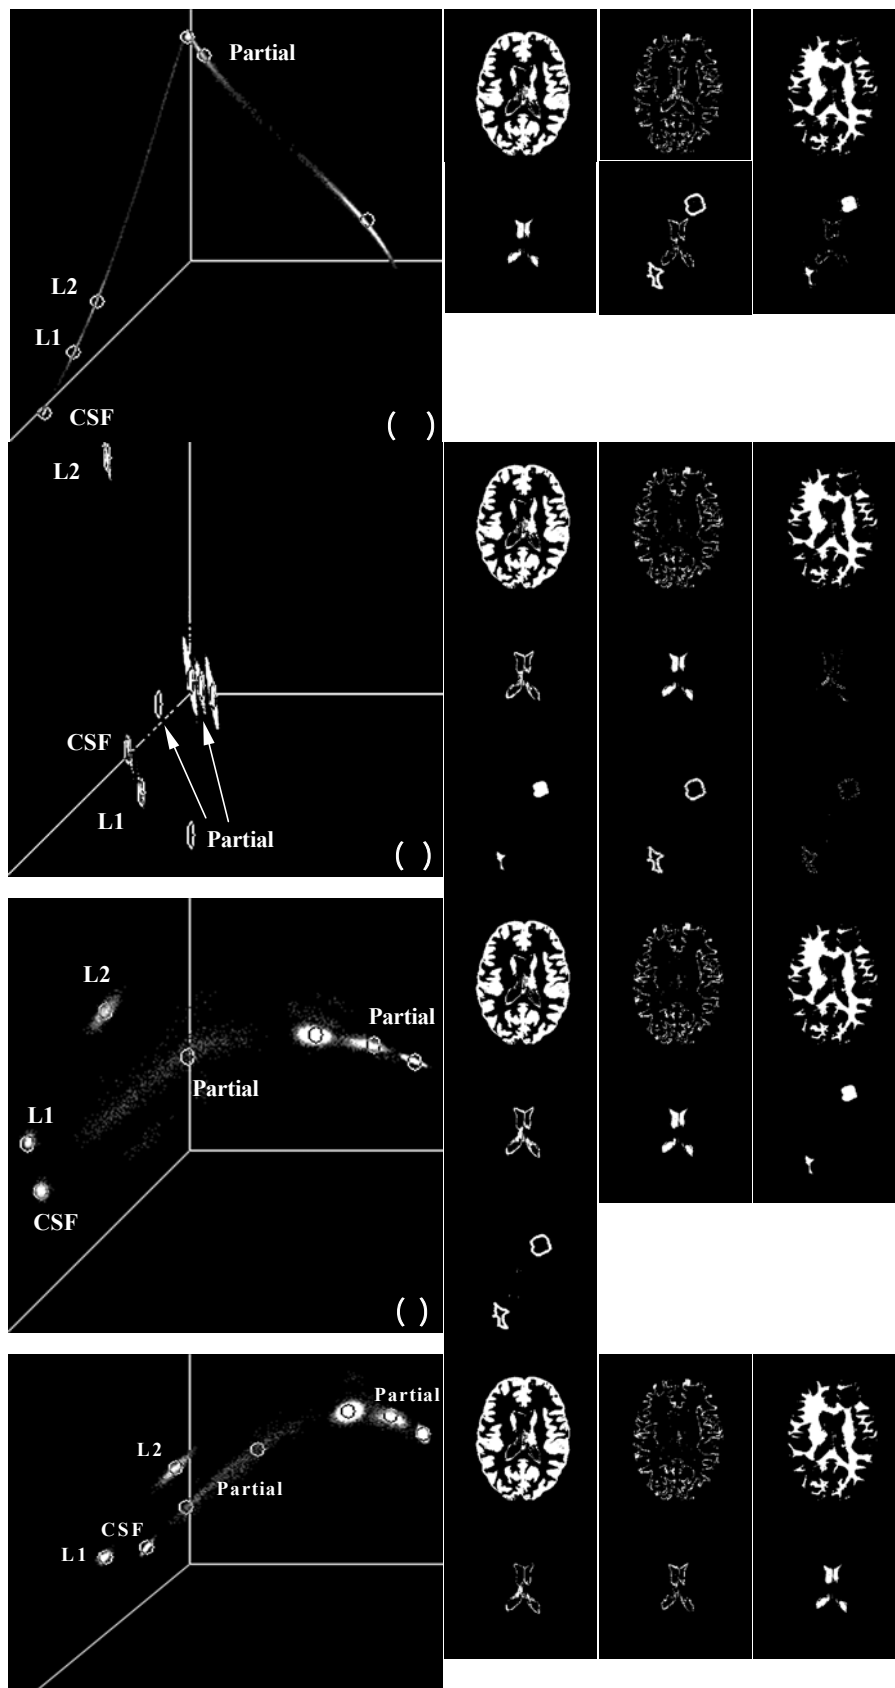 Partial
L2
L1
CSF
( )
L2
CSF
L1
Partial
( )
L2
Partial
Partial
L1
CSF
( )
Partial
L2
Partial
CSF
L1